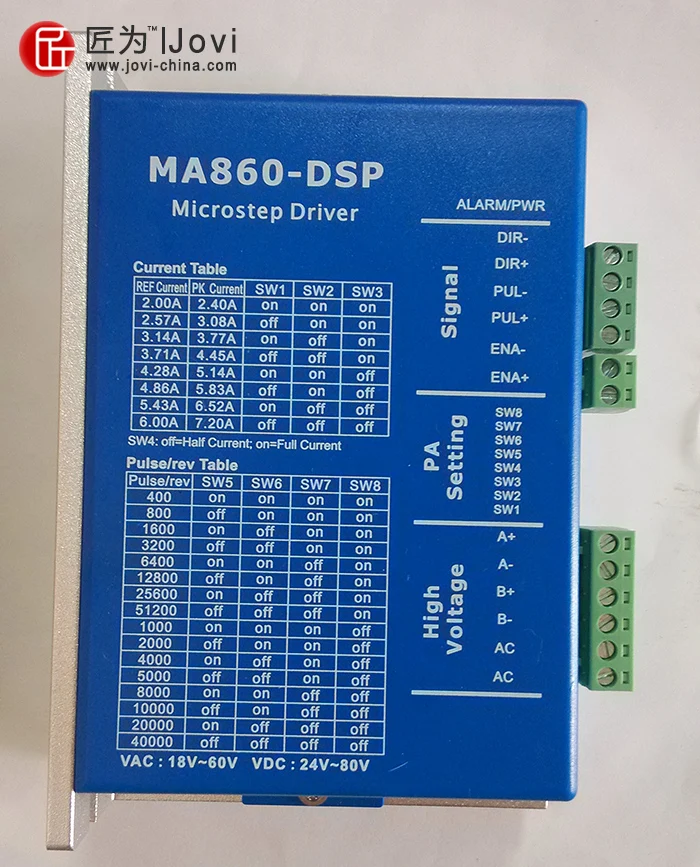 匠为™ | Jovi
www.jovi-china.com
MA860-DSP
Microstep Driver
Current Table
REF Current PK Current SW1 SW2 SW3
2.00A 2.40A on on on
2.57A 3.08A off on on
3.14A 3.77A on off on
3.71A 4.45A off off on
4.28A 5.14A on on off
4.86A 5.83A off on off
5.43A 6.52A on off off
6.00A 7.20A off off off
SW4: off=Half Current; on=Full Current
Pulse/rev Table
Pulse/rev SW5 SW6 SW7 SW8
400 on on on on
800 off on on on
1600 on off on on
3200 off off on on
6400 on on off on
12800 off on off on
25600 on off off on
51200 off off off on
1000 on on on off
2000 off on on off
4000 on off on off
5000 off off on off
8000 on on off off
10000 off on off off
20000 on off off off
40000 off off off off
VAC : 18V~60V VDC : 24V~80V
ALARM/PWR
Signal
DIR-
DIR+
PUL-
PUL+
ENA-
ENA+
PA
Setting
SW8
SW7
SW6
SW5
SW4
SW3
SW2
SW1
High
Voltage
A+
A-
B+
B-
AC
AC